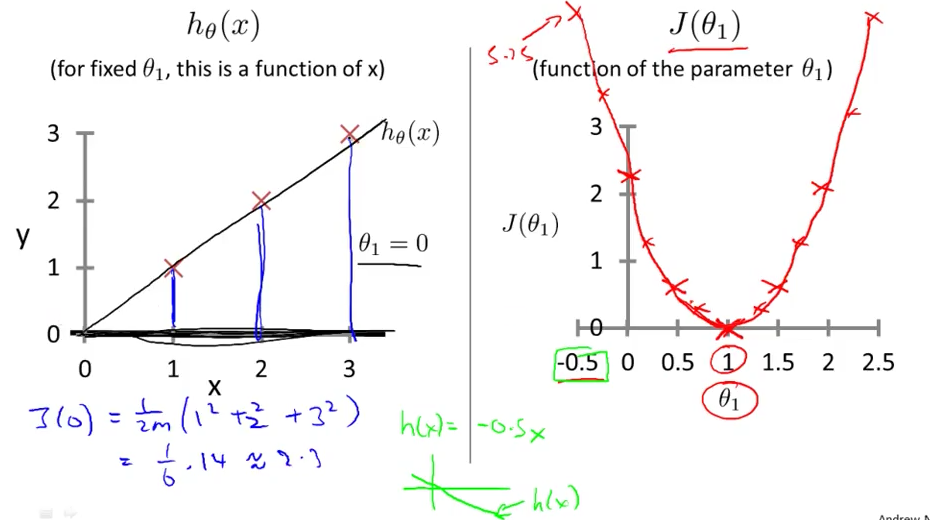 h_θ(x)
(for fixed θ₁, this is a function of x)
3
2
1
0
y
0 1 2 3
x
h_θ(x)
θ₁ = 0
J(0) = 1/2m (1² + 2² + 3²)
= 1/6 · 14 ≈ 2.3
h(x) = -0.5x
h(x)
J(θ₁)
5.25
(function of the parameter θ₁)
3
2
1
0
J(θ₁)
-0.5 0 0.5 1 1.5 2 2.5
θ₁